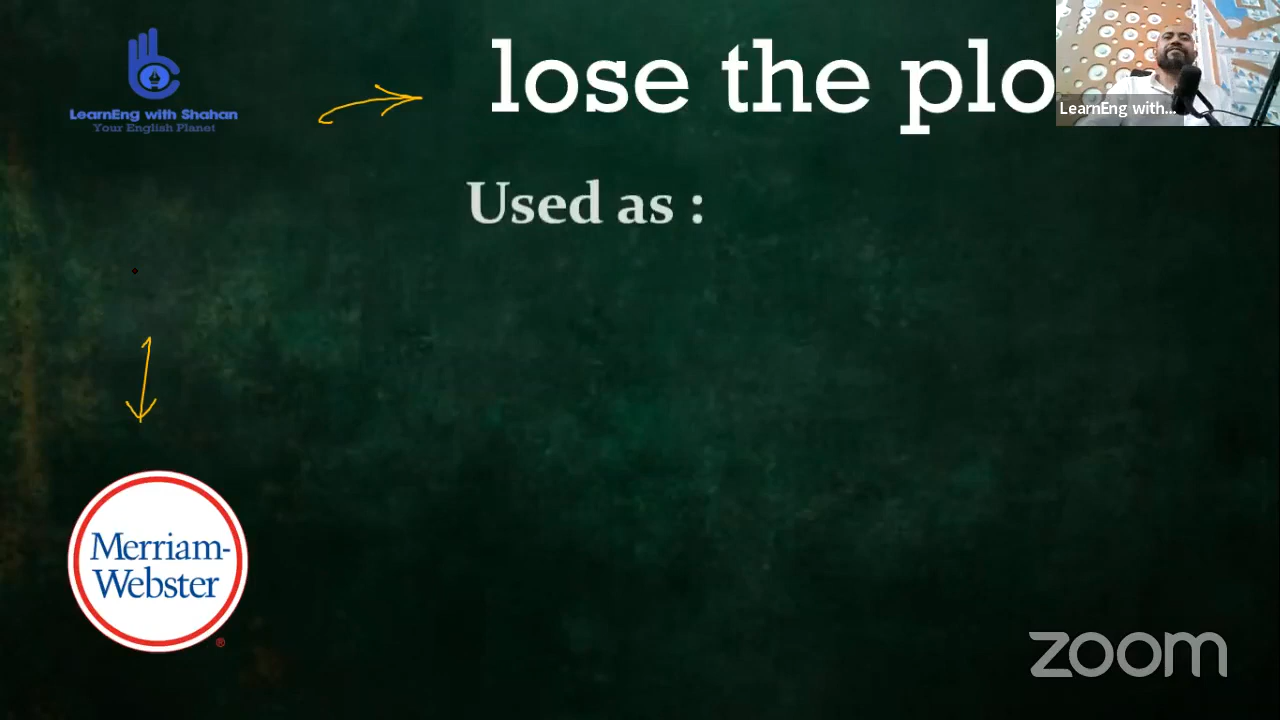 LearnEng with Shahan
Your English Planet
lose the plo
LearnEng with...
Used as :
Merriam-
Webster
®
zoom